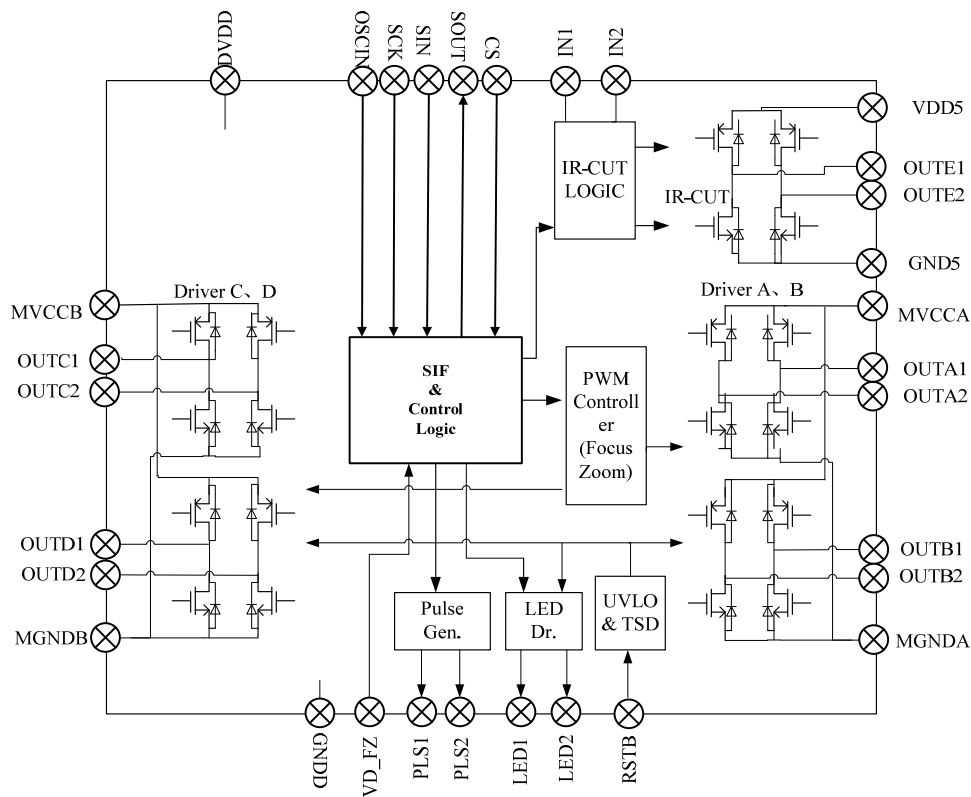 DVDD
OSCIN
SCK
SIN
SOUT
CS
IN1
IN2
VDD5
OUTE1
OUTE2
GND5
IR-CUT
LOGIC
IR-CUT
Driver C、D
Driver A、B
MVCCB
OUTC1
OUTC2
MVCCA
OUTA1
OUTA2
SIF
&
Control
Logic
PWM
Controll
er
(Focus
Zoom)
OUTD1
OUTD2
MGNDB
OUTB1
OUTB2
MGNDA
Pulse
Gen.
LED
Dr.
UVLO
& TSD
GNDD
VD_FZ
PLS1
PLS2
LED1
LED2
RSTB